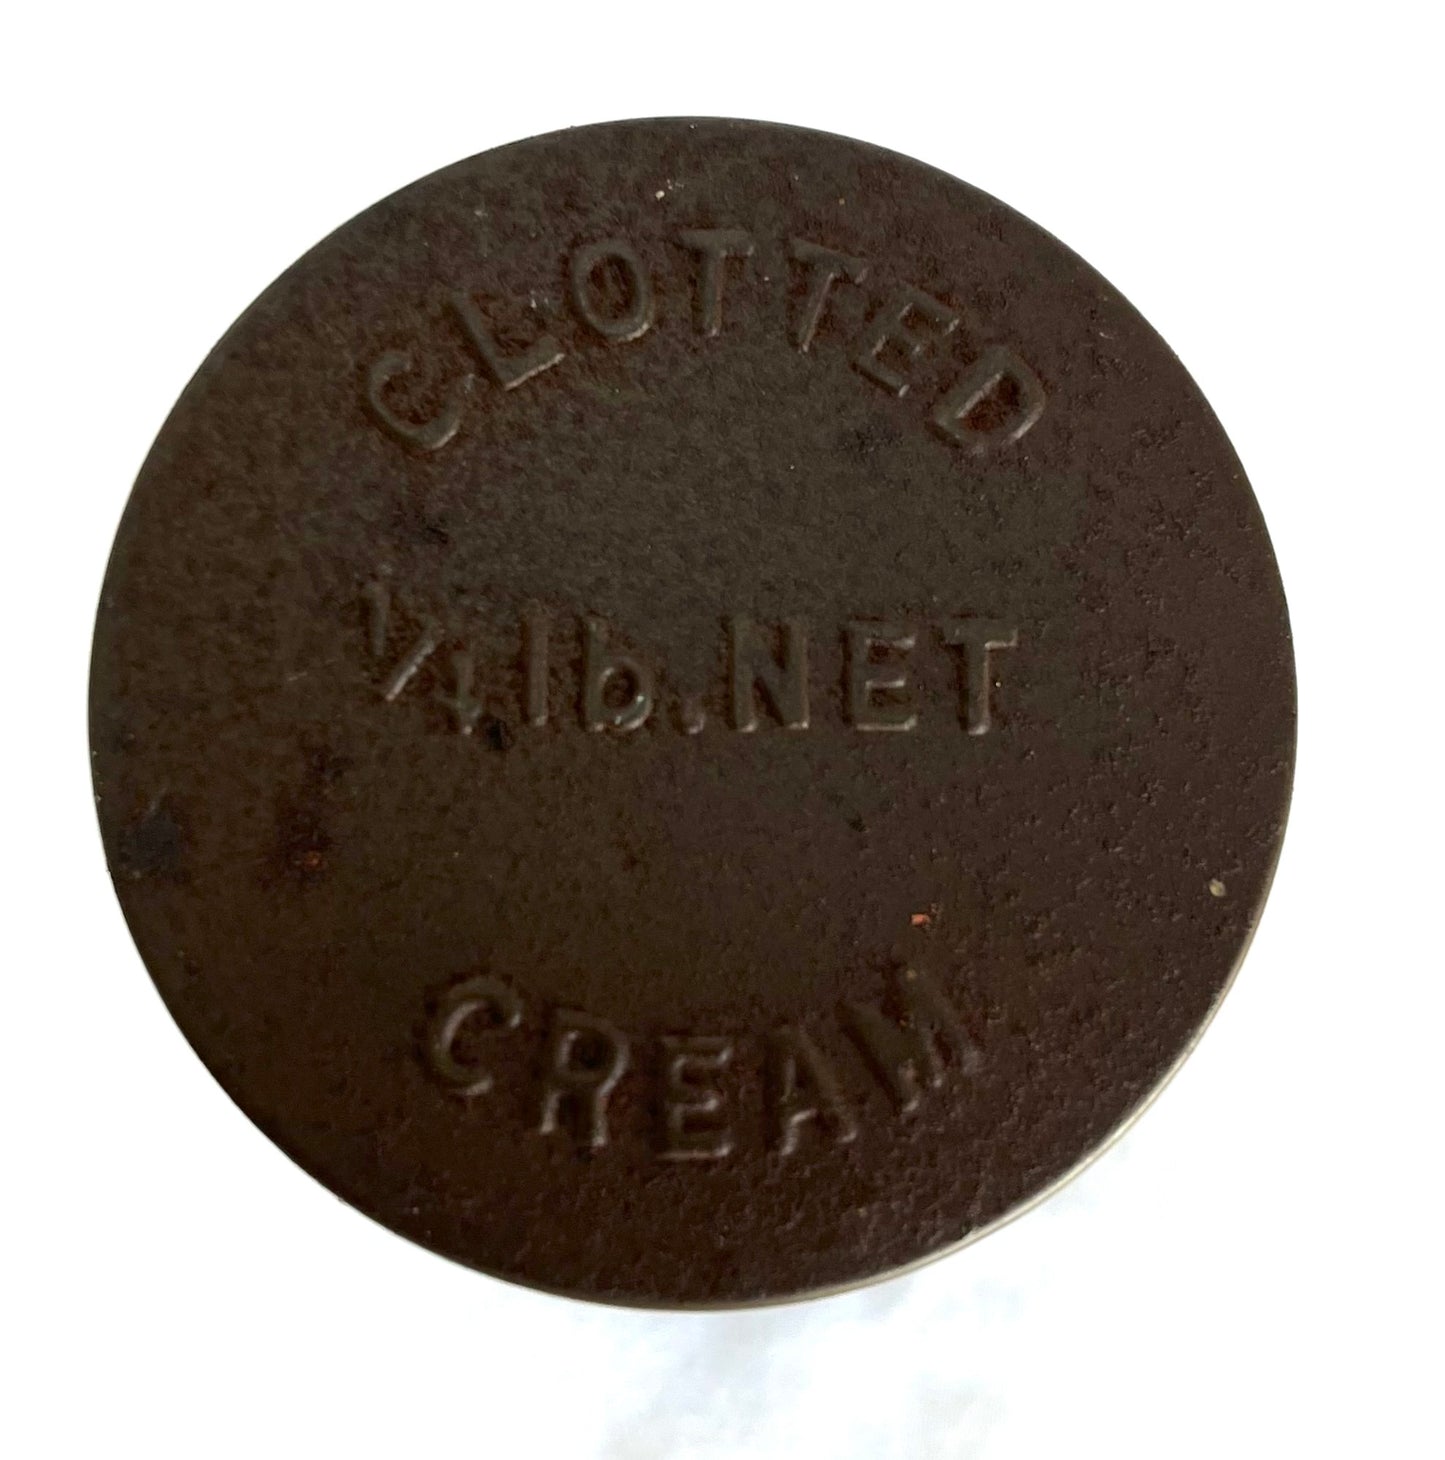 CLOTTED
¼ lb. NET
CREAM